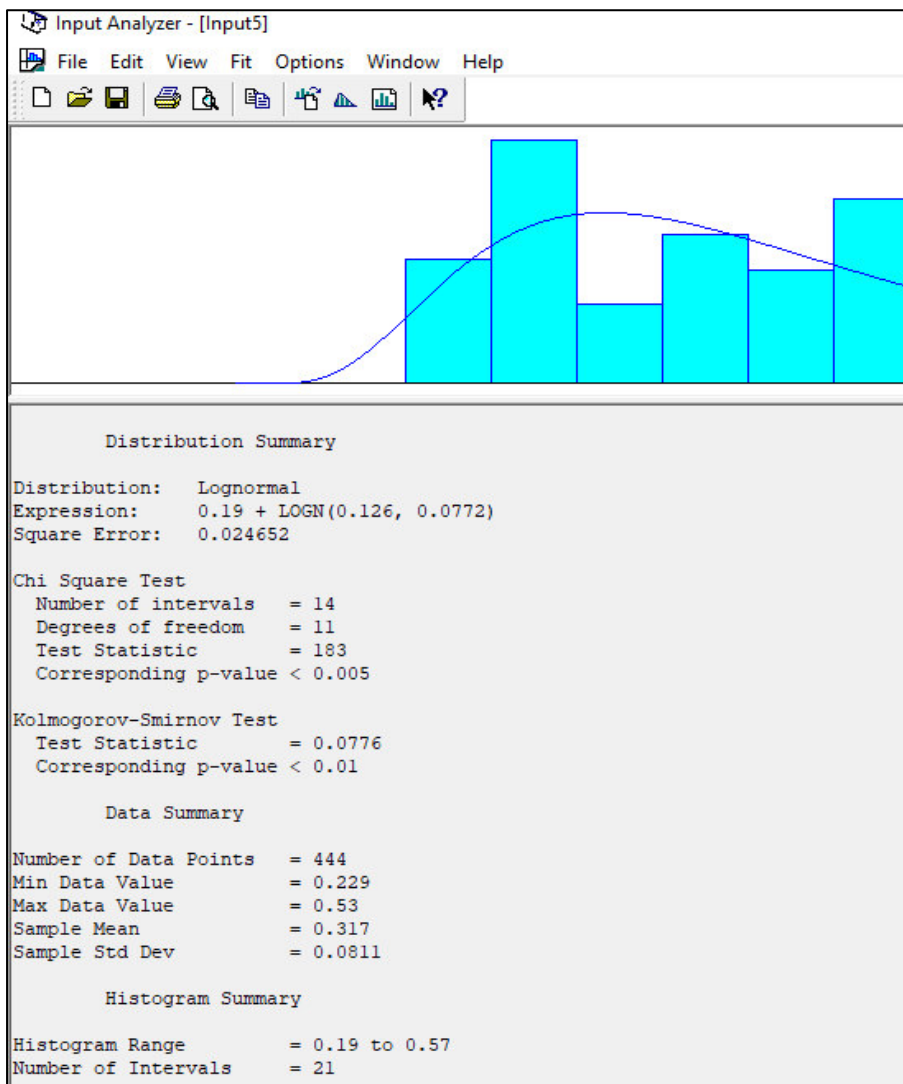 Input Analyzer - [Input5]
File Edit View Fit Options Window Help
Distribution Summary
Distribution: Lognormal
Expression: 0.19 + LOGN(0.126, 0.0772)
Square Error: 0.024652
Chi Square Test
Number of intervals = 14
Degrees of freedom = 11
Test Statistic = 183
Corresponding p-value < 0.005
Kolmogorov-Smirnov Test
Test Statistic = 0.0776
Corresponding p-value < 0.01
Data Summary
Number of Data Points = 444
Min Data Value = 0.229
Max Data Value = 0.53
Sample Mean = 0.317
Sample Std Dev = 0.0811
Histogram Summary
Histogram Range = 0.19 to 0.57
Number of Intervals = 21